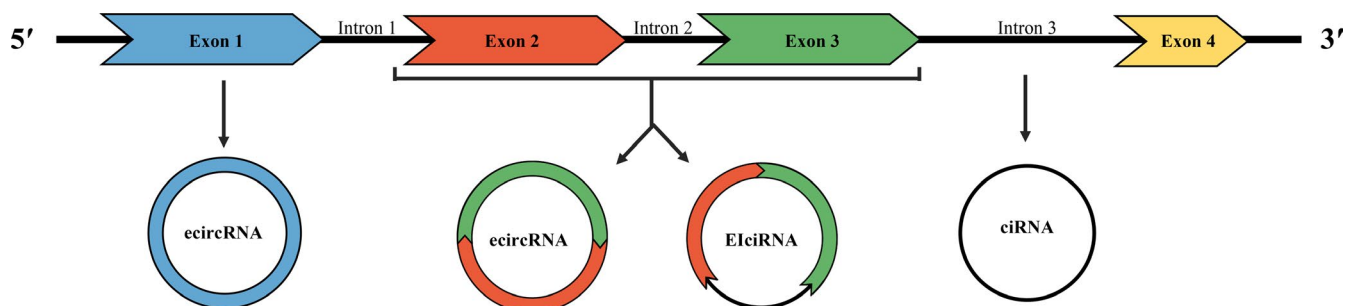 5′ Exon 1 Intron 1 Exon 2 Intron 2 Exon 3 Intron 3 Exon 4 3′
ecircRNA ecircRNA EIciRNA ciRNA